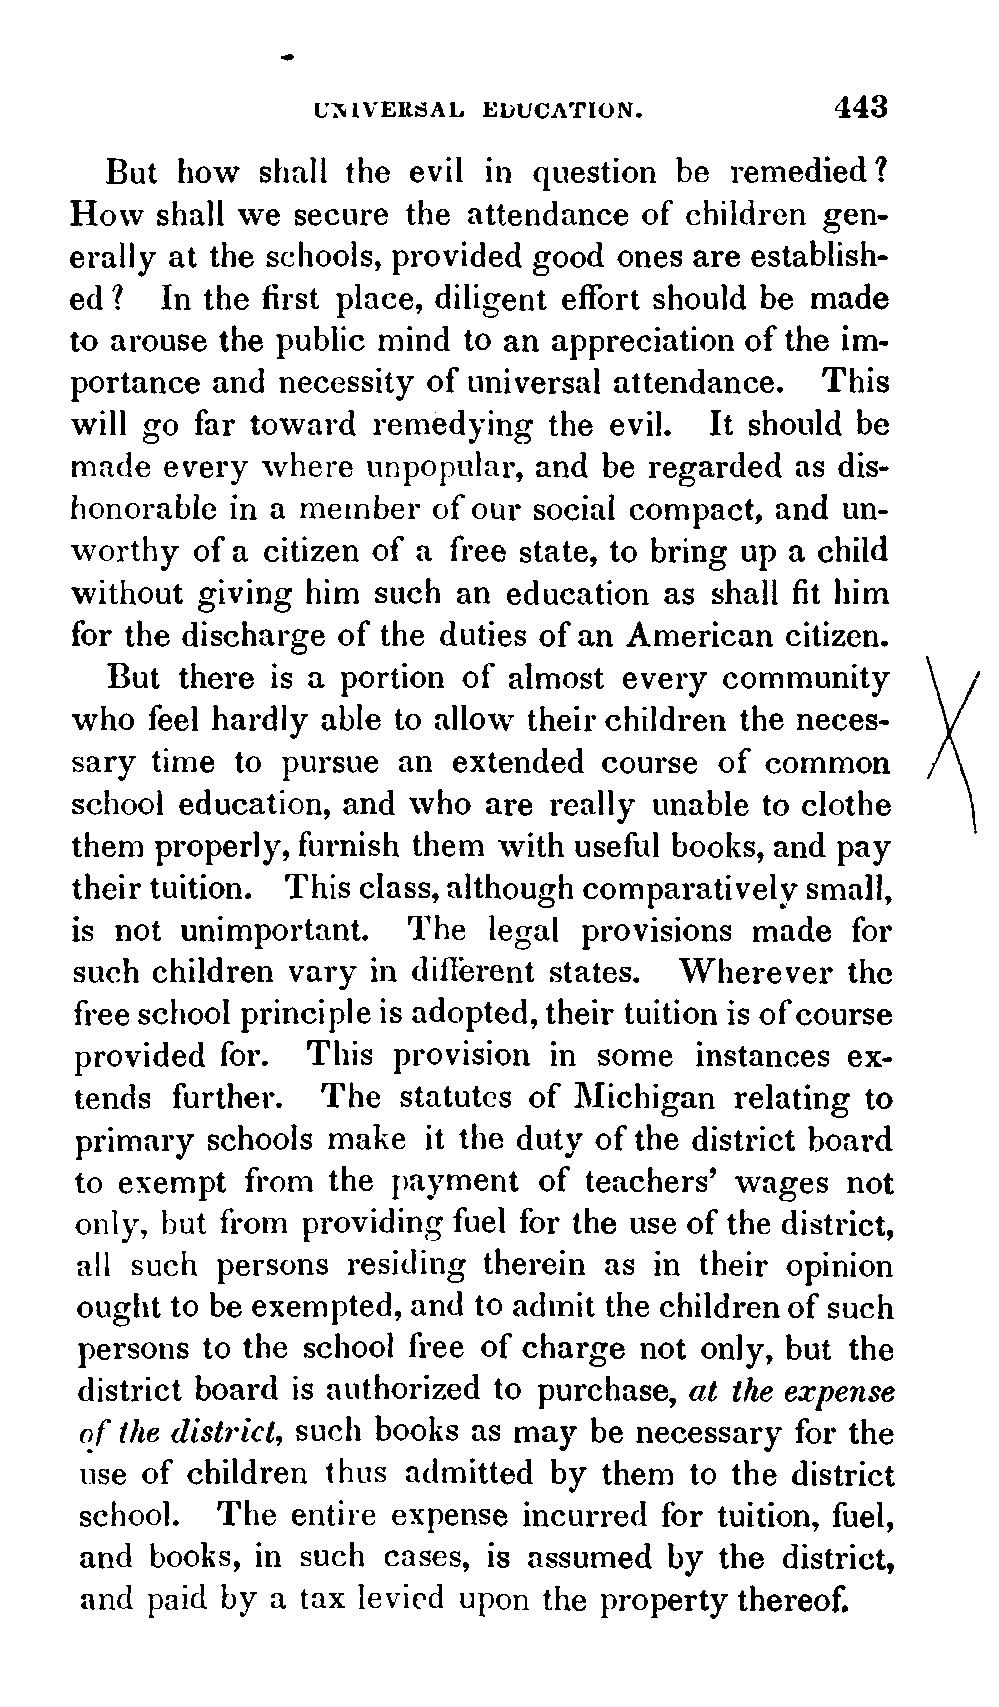 UNIVERSAL EDUCATION. 443
But how shall the evil in question be remedied?
How shall we secure the attendance of children gen-
erally at the schools, provided good ones are establish-
ed? In the first place, diligent effort should be made
to arouse the public mind to an appreciation of the im-
portance and necessity of universal attendance. This
will go far toward remedying the evil. It should be
made every where unpopular, and be regarded as dis-
honorable in a member of our social compact, and un-
worthy of a citizen of a free state, to bring up a child
without giving him such an education as shall fit him
for the discharge of the duties of an American citizen.
But there is a portion of almost every community
who feel hardly able to allow their children the neces-
sary time to pursue an extended course of common
school education, and who are really unable to clothe
them properly, furnish them with useful books, and pay
their tuition. This class, although comparatively small,
is not unimportant. The legal provisions made for
such children vary in different states. Wherever the
free school principle is adopted, their tuition is of course
provided for. This provision in some instances ex-
tends further. The statutes of Michigan relating to
primary schools make it the duty of the district board
to exempt from the payment of teachers' wages not
only, but from providing fuel for the use of the district,
all such persons residing therein as in their opinion
ought to be exempted, and to admit the children of such
persons to the school free of charge not only, but the
district board is authorized to purchase, at the expense
of the district, such books as may be necessary for the
use of children thus admitted by them to the district
school. The entire expense incurred for tuition, fuel,
and books, in such cases, is assumed by the district,
and paid by a tax levied upon the property thereof.